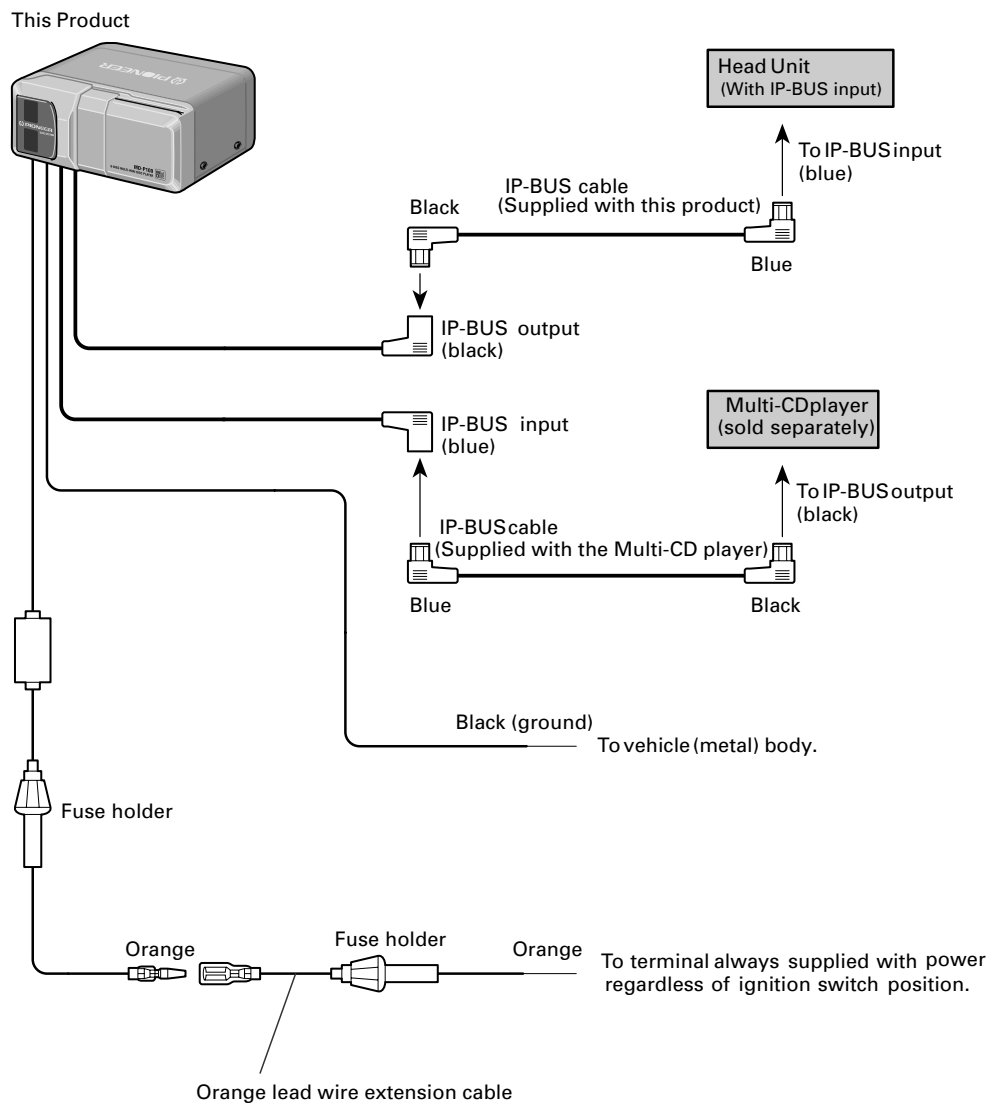 This Product
PIONEER
PIONEER
MD-P100
Head Unit
(With IP-BUS input)
To IP-BUS input
(blue)
IP-BUS cable
(Supplied with this product)
Black
Blue
IP-BUS output
(black)
IP-BUS input
(blue)
Multi-CD player
(sold separately)
To IP-BUS output
(black)
IP-BUS cable
(Supplied with the Multi-CD player)
Blue
Black
Black (ground)
To vehicle (metal) body.
Fuse holder
Orange
Fuse holder
Orange
To terminal always supplied with power
regardless of ignition switch position.
Orange lead wire extension cable